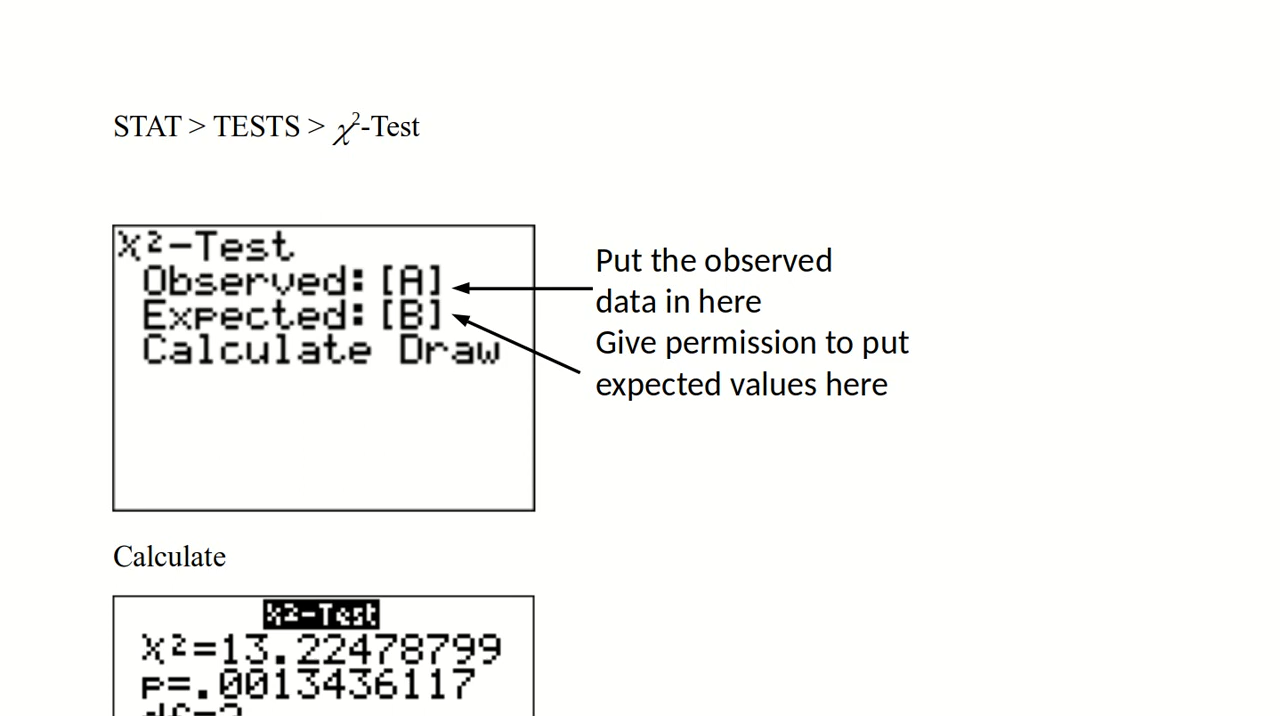 STAT > TESTS > χ²-Test
X²-Test
Observed:[A]
Expected:[B]
Calculate Draw
Put the observed
data in here
Give permission to put
expected values here
Calculate
X²-Test
X²=13.22478799
p=.0013436117